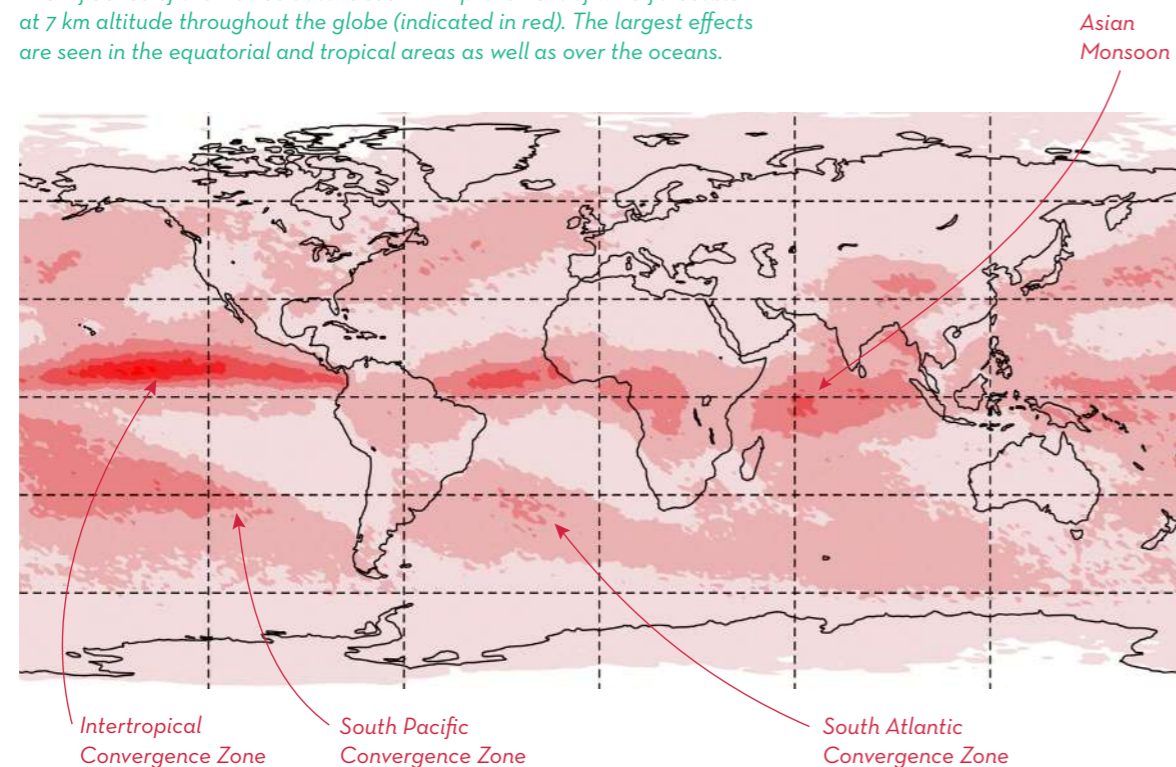 at 7 km altitude throughout the globe (indicated in red). The largest effects
are seen in the equatorial and tropical areas as well as over the oceans.
Asian
Monsoon
Intertropical
Convergence Zone
South Pacific
Convergence Zone
South Atlantic
Convergence Zone